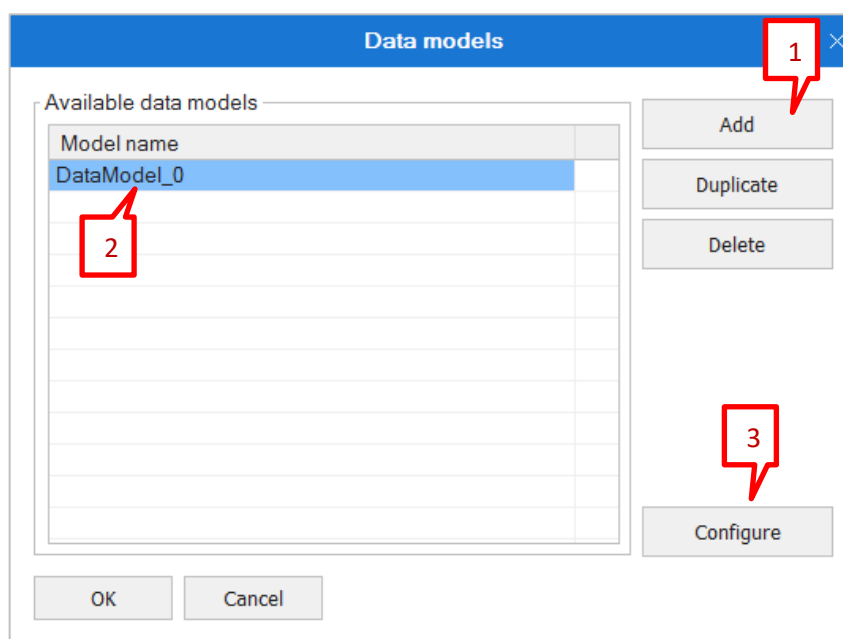 Data models
1
Available data models
Add
Model name
DataModel_0
Duplicate
2
Delete
3
Configure
OK
Cancel